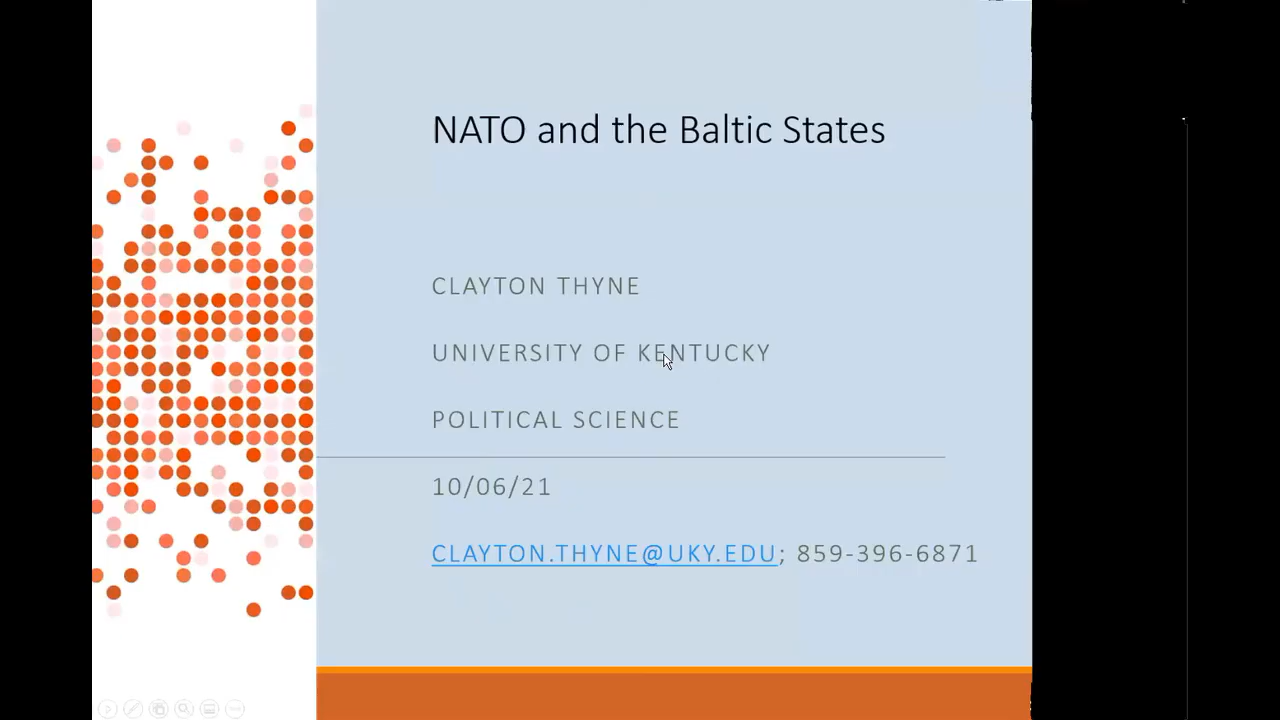 NATO and the Baltic States
CLAYTON THYNE
UNIVERSITY OF KENTUCKY
POLITICAL SCIENCE
10/06/21
CLAYTON.THYNE@UKY.EDU; 859-396-6871